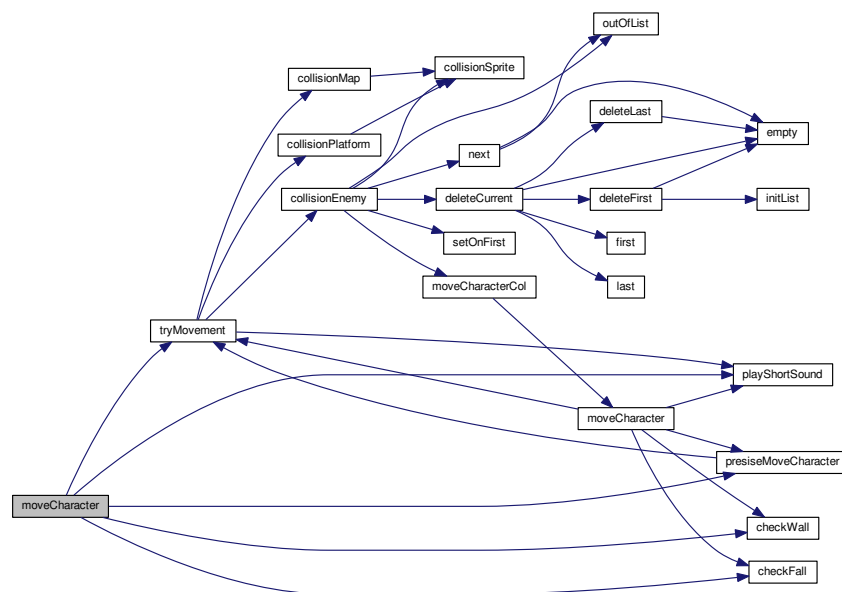 outOfList
collisionSprite
collisionMap
deleteLast
empty
collisionPlatform
next
collisionEnemy
deleteCurrent
deleteFirst
initList
setOnFirst
first
moveCharacterCol
last
tryMovement
playShortSound
moveCharacter
presiseMoveCharacter
moveCharacter
checkWall
checkFall